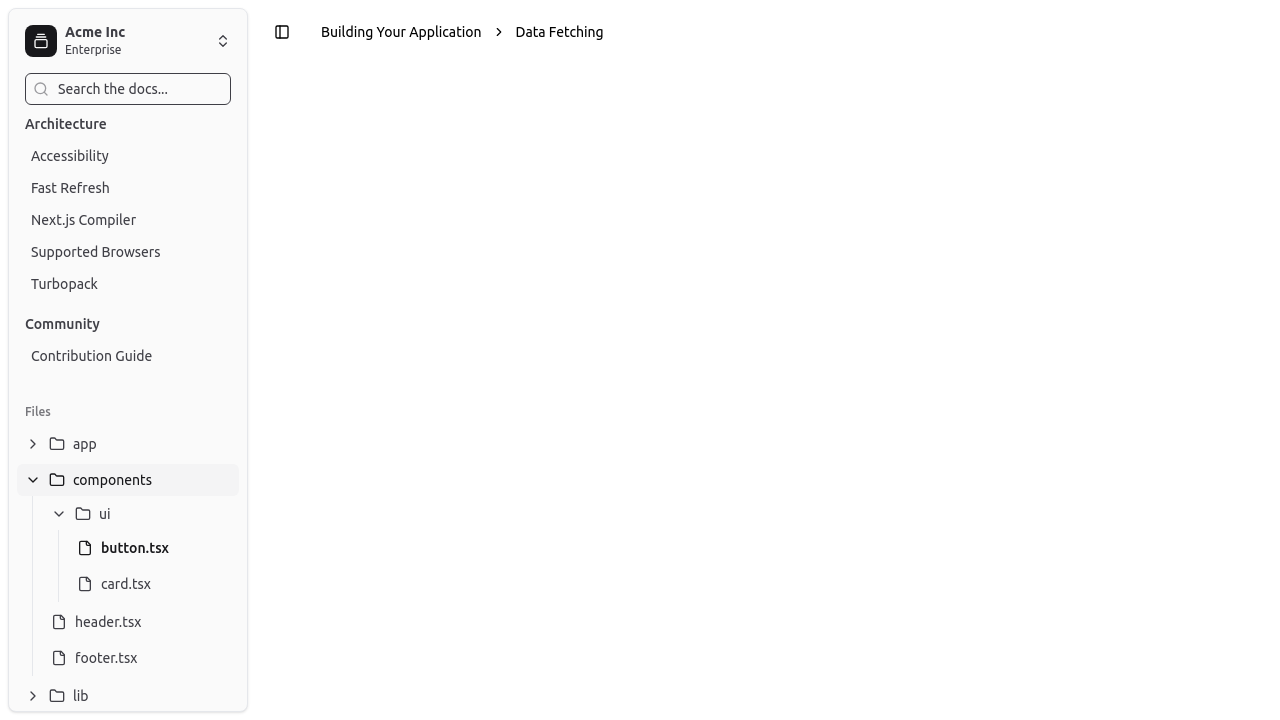 Acme Inc
Enterprise
Search the docs...
Architecture
Accessibility
Fast Refresh
Next.js Compiler
Supported Browsers
Turbopack
Community
Contribution Guide
Files
app
components
ui
button.tsx
card.tsx
header.tsx
footer.tsx
lib
Building Your Application
Data Fetching